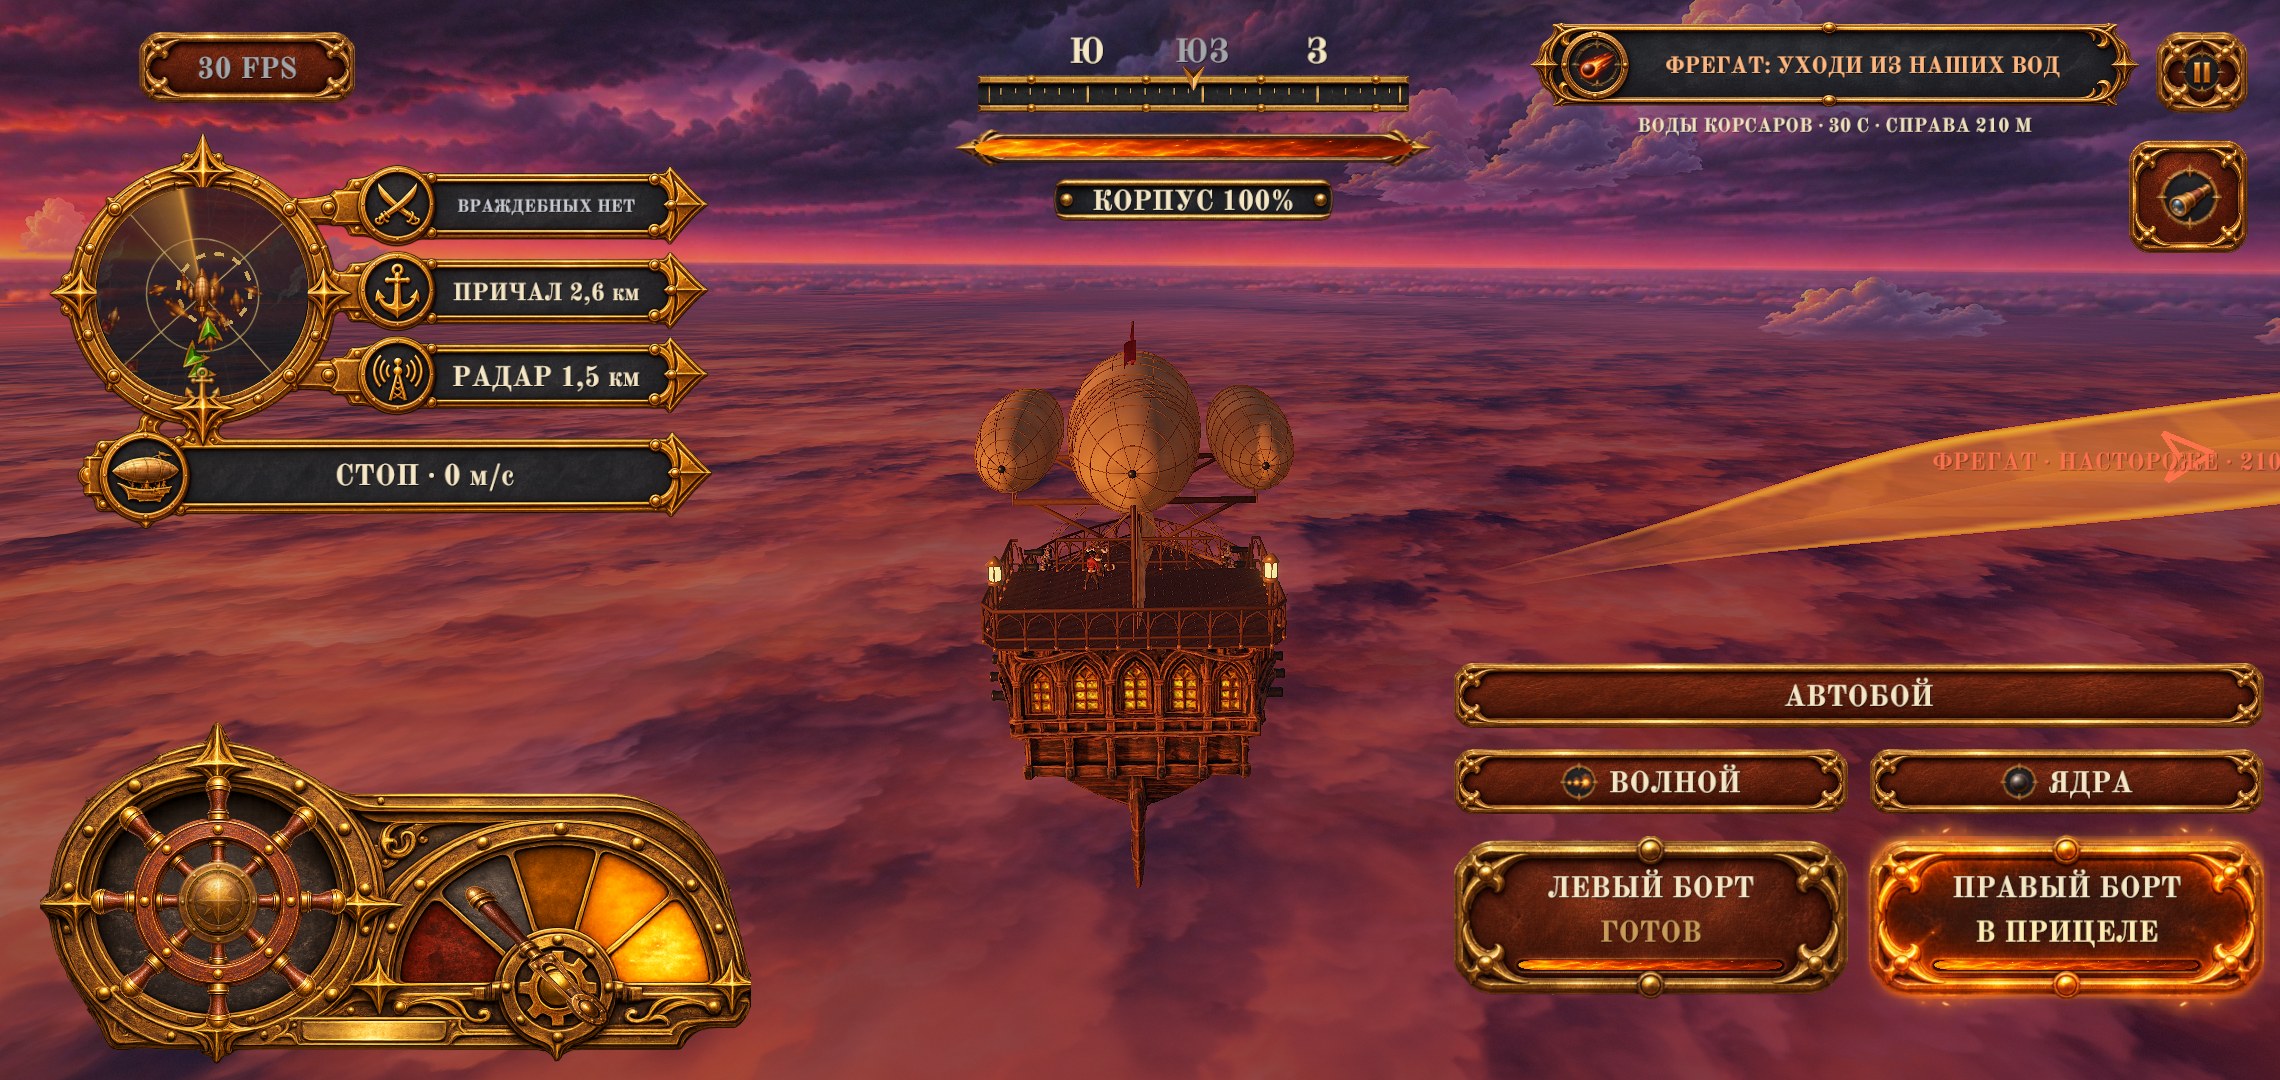 30 FPS
Ю ЮЗ З
ФРЕГАТ: УХОДИ ИЗ НАШИХ ВОД
ВОДЫ КОРСАРОВ · 30 С · СПРАВА 210 М
КОРПУС 100%
ВРАЖДЕБНЫХ НЕТ
ПРИЧАЛ 2,6 км
РАДАР 1,5 км
СТОП · 0 м/с
ФРЕГАТ · НАСТОРОЖЕ · 210
АВТОБОЙ
ВОЛНОЙ
ЯДРА
ЛЕВЫЙ БОРТ
ГОТОВ
ПРАВЫЙ БОРТ
В ПРИЦЕЛЕ